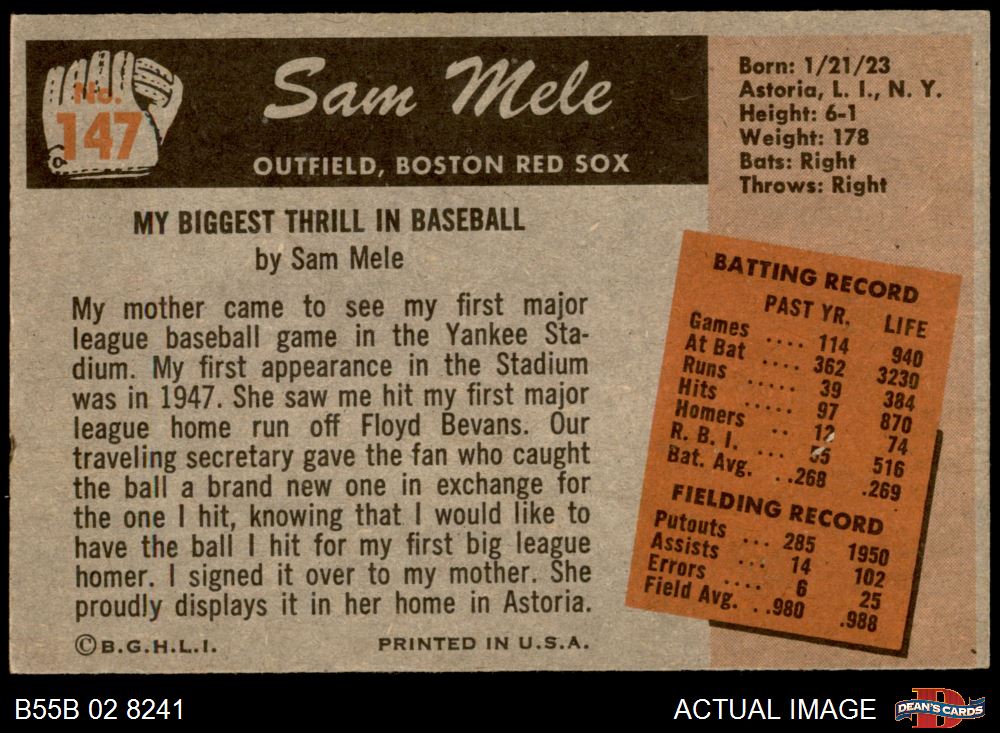 No.
147
Sam Mele
OUTFIELD, BOSTON RED SOX
Born: 1/21/23
Astoria, L. I., N. Y.
Height: 6-1
Weight: 178
Bats: Right
Throws: Right
MY BIGGEST THRILL IN BASEBALL
by Sam Mele
My mother came to see my first major
league baseball game in the Yankee Sta-
dium. My first appearance in the Stadium
was in 1947. She saw me hit my first major
league home run off Floyd Bevans. Our
traveling secretary gave the fan who caught
the ball a brand new one in exchange for
the one I hit, knowing that I would like to
have the ball I hit for my first big league
homer. I signed it over to my mother. She
proudly displays it in her home in Astoria.
©B.G.H.L.I. PRINTED IN U.S.A.
BATTING RECORD
PAST YR. LIFE
Games .... 114 940
At Bat .... 362 3230
Runs ..... 39 384
Hits ..... 97 870
Homers .. 12 74
R. B. I. ... 55 516
Bat. Avg. ..268 .269
FIELDING RECORD
Putouts ... 285 1950
Assists ... 14 102
Errors .... 6 25
Field Avg. ..980 .988
B55B 02 8241
ACTUAL IMAGE
D
DEAN'S CARDS